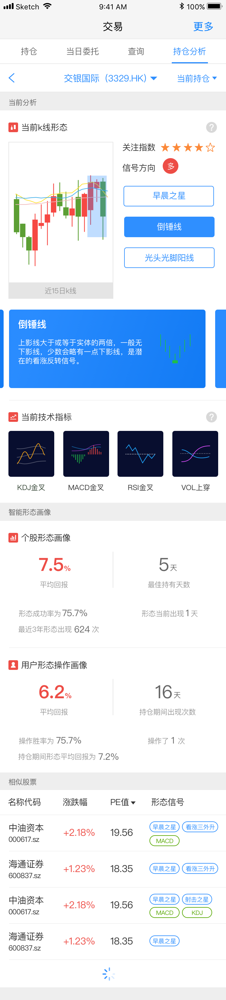 Sketch 9:41 AM 100%
交易 更多
持仓 当日委托 查询 持仓分析
交银国际（3329.HK） 当前持仓
当前分析
当前k线形态 ?
关注指数
信号方向 多
早晨之星
倒锤线
光头光脚阳线
近15日k线
倒锤线
上影线大于或等于实体的两倍，一般无
下影线，少数会略有一点下影线，是潜
在的看涨反转信号。
当前技术指标 ?
KDJ金叉 MACD金叉 RSI金叉 VOL上穿
智能形态画像
个股形态画像
7.5% 5天
平均回报 最佳持有天数
形态成功率为 75.7% 形态当前出现 1 天
最近3年形态出现 624 次
用户形态操作画像
6.2% 16天
平均回报 持仓期间出现次数
操作胜率为 75.7% 操作了 1 次
持仓期间形态平均回报为 7.2%
相似股票
名称代码 涨跌幅 PE值 形态信号
中油资本 +2.18% 19.56 早晨之星 看涨三外升
000617.sz MACD
海通证券 +1.23% 18.35 早晨之星 看涨三外升
600837.sz
中油资本 +2.18% 19.56 早晨之星 射击之星
000617.sz MACD KDJ
海通证券 +1.23% 18.35 早晨之星
600837.sz